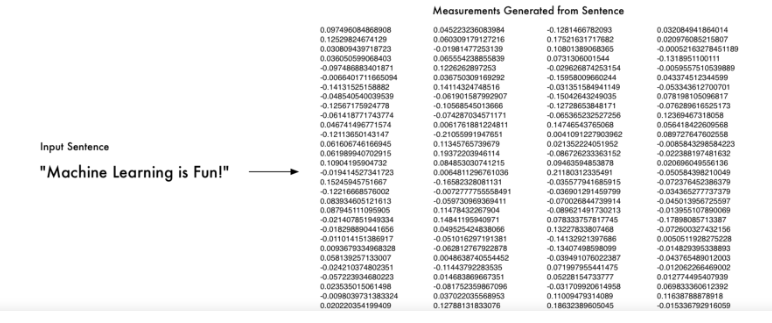 Measurements Generated from Sentence
Input Sentence
"Machine Learning is Fun!"
0.097496084868908 0.045223236083984 -0.1281466782093 0.032084941864014
0.12529824674129 0.060309179127216 0.17521631717682 0.020976085215807
0.030809439718723 -0.01981477253139 0.10801389068365 -0.00052163278451189
0.036050599068403 0.065554238855839 0.0731306001544 -0.1318951100111
-0.097486883401871 0.1226262897253 -0.029626874253154 -0.0059557510539889
-0.0066401711665094 0.036750309169292 -0.15958009660244 0.043374512344599
-0.14131525158882 0.14114324748516 -0.031351584941149 -0.053343612700701
-0.048540540039539 -0.061901587992907 -0.15042643249035 0.078198105096817
-0.12567175924778 -0.10568545013666 -0.12728653848171 -0.076289616525173
-0.061418771743774 -0.074287034571171 -0.065365232527256 0.12369467318058
0.046741496771574 0.0061761881224811 0.14746543765068 0.056418422609568
-0.12113650143147 -0.21055991947651 0.0041091227903962 0.089727647602558
0.061606746166945 0.11345765739679 0.021352224051952 -0.0085843298584223
0.061989940702915 0.19372203946114 -0.086726233363152 -0.022388197481632
0.10904195904732 0.084853030741215 0.09463594853878 0.020696049556136
-0.019414527341723 0.0064811296761036 0.21180312335491 -0.050584398210049
0.15245945751667 -0.16582328081131 -0.035577941685915 -0.072376452386379
-0.12216668576002 -0.0072777755558491 -0.036901291459799 -0.034365277737379
0.083934605121613 -0.059730969369411 -0.070026844739914 -0.045013956725597
0.087945111095905 0.11478432267904 -0.089621491730213 -0.013955107890069
-0.021407851949334 0.14841195940971 0.078333757817745 -0.17898085713387
-0.018298890441656 0.049525424838066 0.13227833807468 -0.072600327432156
-0.011014151386917 -0.051016297191381 -0.14132921397686 0.0050511928275228
0.0093679334968328 -0.062812767922878 -0.13407498598099 -0.014829395338893
0.058139257133007 0.0048638740554452 -0.039491076022387 -0.043765489012003
-0.024210374802351 -0.11443792283535 0.071997955441475 -0.012062266469002
-0.057223934680223 0.014683869667351 0.05228154733777 0.012774495407939
0.023535015061498 -0.081752359867096 -0.031709920614958 0.069833360612392
-0.0098039731383324 0.037022035568953 0.11009479314089 0.11638788878918
0.020220354199409 0.12788131833076 0.18632389605045 -0.015336792916059